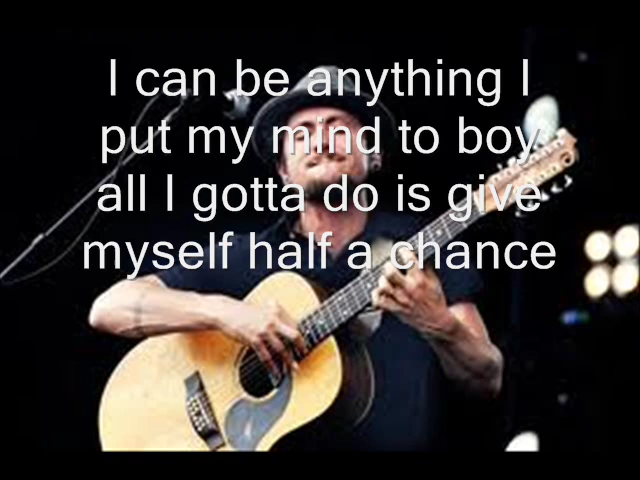 I can be anything I
put my mind to boy
all I gotta do is give
myself half a chance